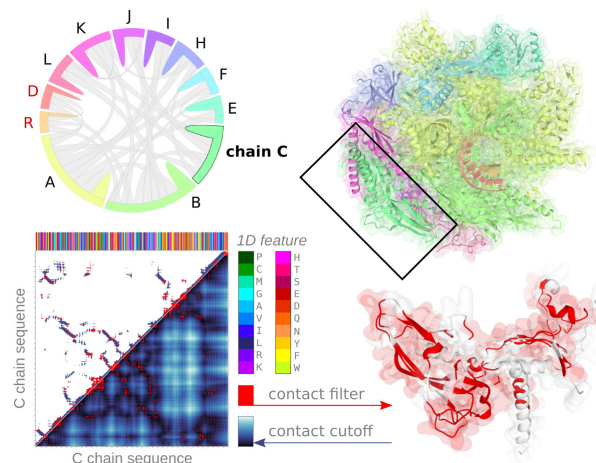 J
K
I
H
L
F
D
E
R
chain C
A
B
1D feature
P H
C T
M S
G E
A D
V Q
I N
L Y
R F
K W
C chain sequence
contact filter
contact cutoff
C chain sequence